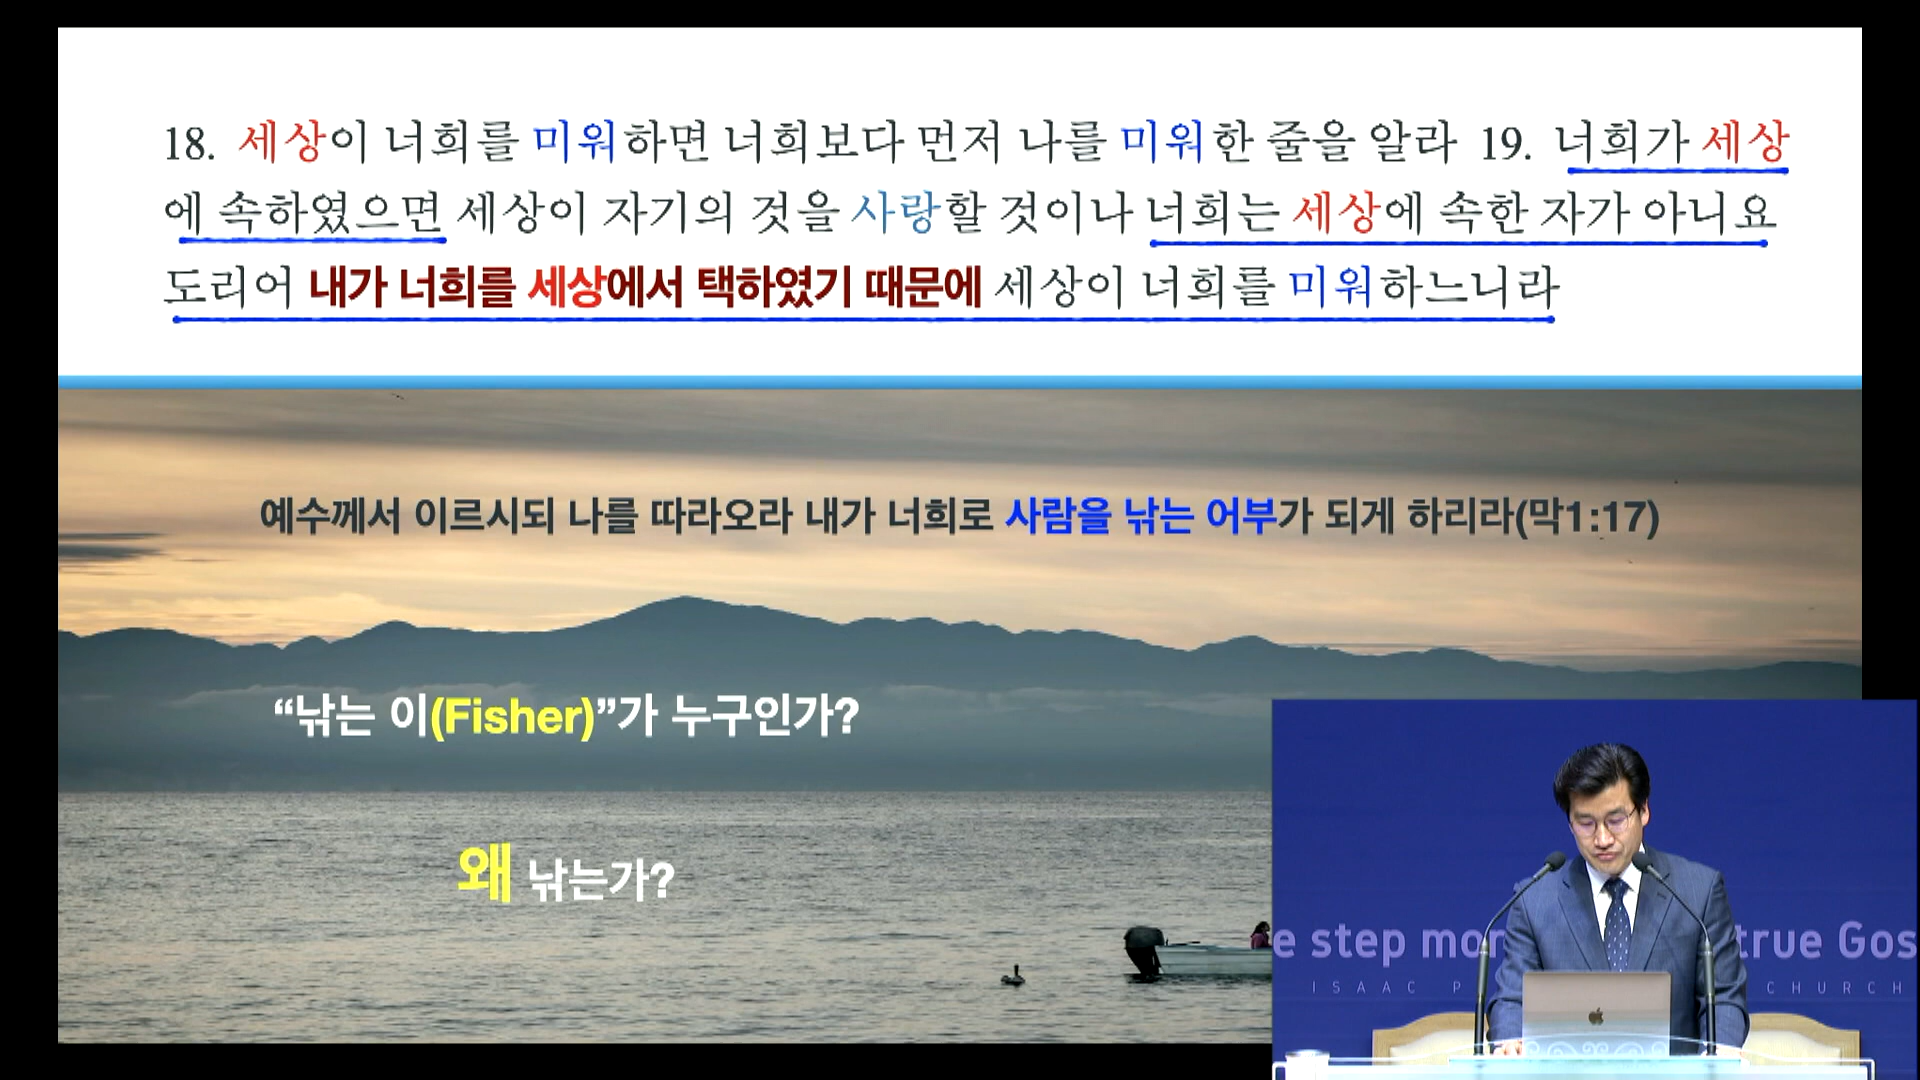 18. 세상이 너희를 미워하면 너희보다 먼저 나를 미워한 줄을 알라 19. 너희가 세상
에 속하였으면 세상이 자기의 것을 사랑할 것이나 너희는 세상에 속한 자가 아니요
도리어 내가 너희를 세상에서 택하였기 때문에 세상이 너희를 미워하느니라
예수께서 이르시되 나를 따라오라 내가 너희로 사람을 낚는 어부가 되게 하리라(막1:17)
“낚는 이(Fisher)”가 누구인가?
왜 낚는가?
e step mor true Gos
ISAAC P CHURCH